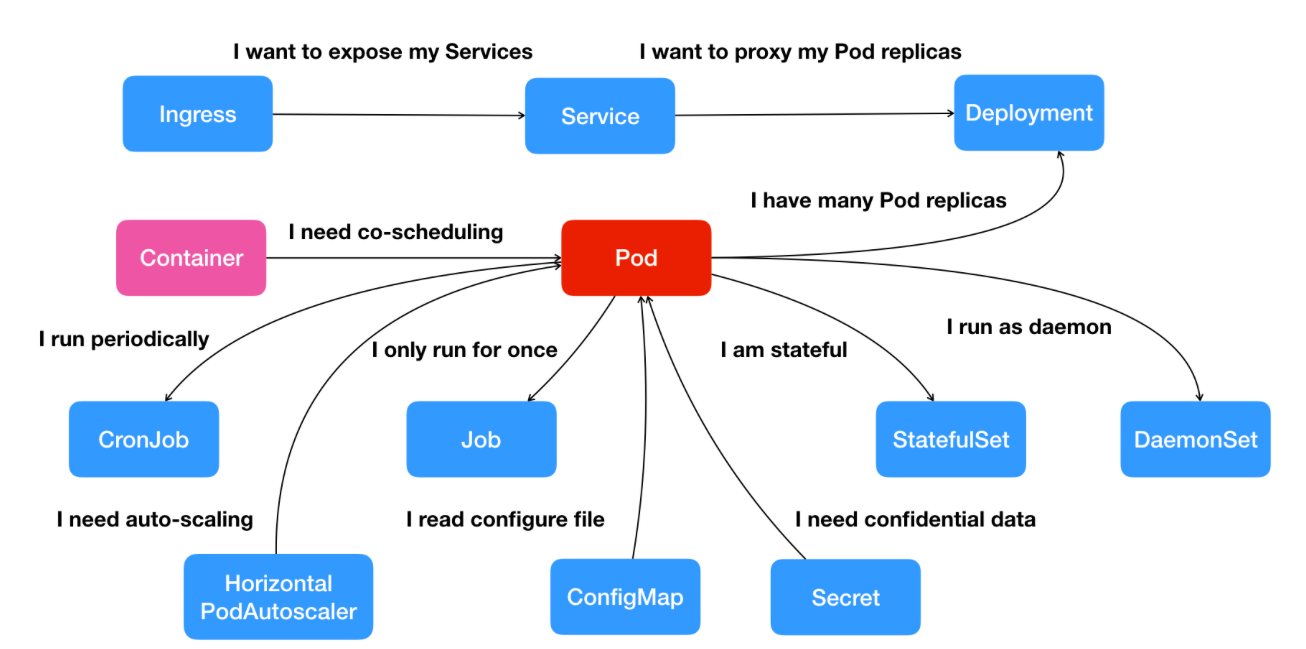 I want to expose my Services
I want to proxy my Pod replicas
Ingress
Service
Deployment
I have many Pod replicas
I need co-scheduling
Container
Pod
I run periodically
I only run for once
I am stateful
I run as daemon
CronJob
Job
StatefulSet
DaemonSet
I need auto-scaling
I read configure file
I need confidential data
Horizontal
PodAutoscaler
ConfigMap
Secret